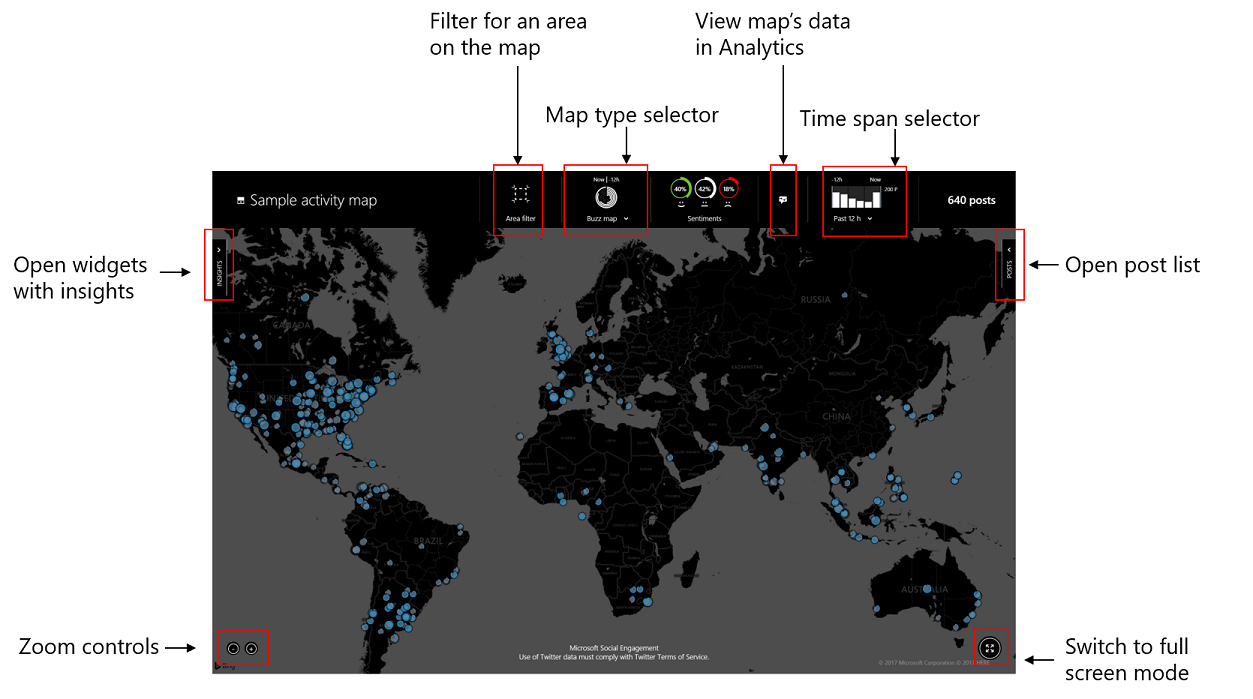 Filter for an area
on the map
View map's data
in Analytics
Map type selector
Time span selector
Sample activity map
Area filter
Now | -12h
Buzz map
40%
42%
18%
Sentiments
-12h
Now
200 P
Past 12 h
640 posts
Open widgets
with insights
INSIGHTS
POSTS
Open post list
RUSSIA
CANADA
KAZAKHSTAN
MONGOLIA
CHINA
BRAZIL
AUSTRALIA
Zoom controls
Microsoft Social Engagement
Use of Twitter data must comply with Twitter Terms of Service.
Bing
© 2017 Microsoft Corporation © 2017 HERE
Switch to full
screen mode